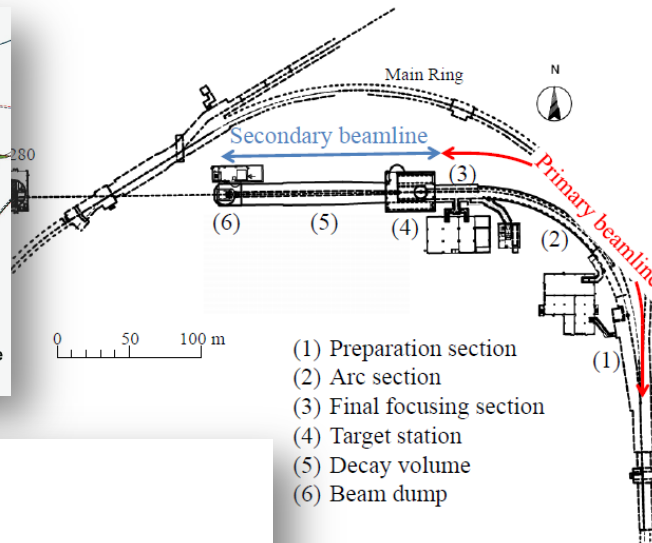 Main Ring
N
Secondary beamline
280
(3)
Primary beamline
(6)
(5)
(4)
(2)
0 50 100 m
(1)
(1) Preparation section
(2) Arc section
(3) Final focusing section
(4) Target station
(5) Decay volume
(6) Beam dump
e